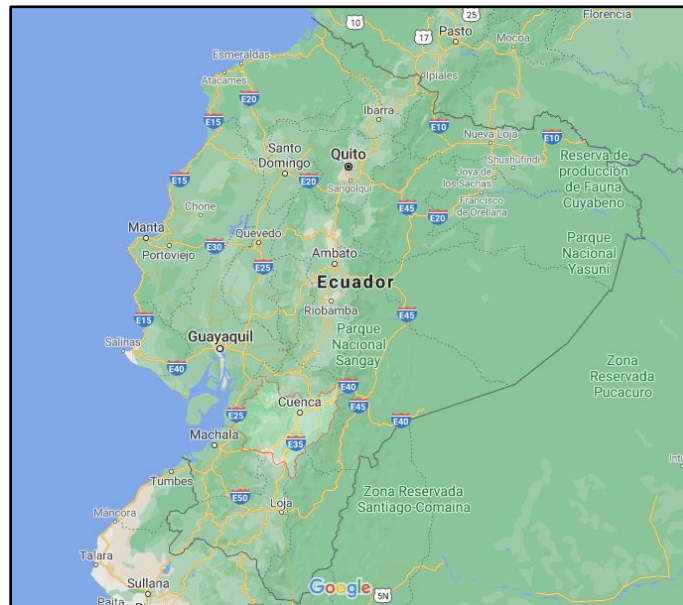 10
25
Florencia
17
Pasto
Mocoa
Esmeraldas
Atacames
Ipiales
E20
E15
Ibarra
E10
Nueva Loja
E10
Santo
Domingo
Quito
Shushufindi
Reserva de
producción
de Fauna
Cuyabeno
E15
E20
Sangolquí
Joya de
los Sachas
Francisco
de Orellana
Chone
E45
E20
Manta
Quevedo
E30
Portoviejo
Parque
Nacional
Yasuní
Ambato
E25
Ecuador
Riobamba
E15
E45
Salinas
Guayaquil
Parque
Nacional
Sangay
E40
Zona
Reservada
Pucacuro
E40
Cuenca
E25
E45
E40
Machala
E35
Tumbes
E50
Loja
Zona Reservada
Santiago-Comaina
Máncora
Talara
Sullana
Google
5N
Paita